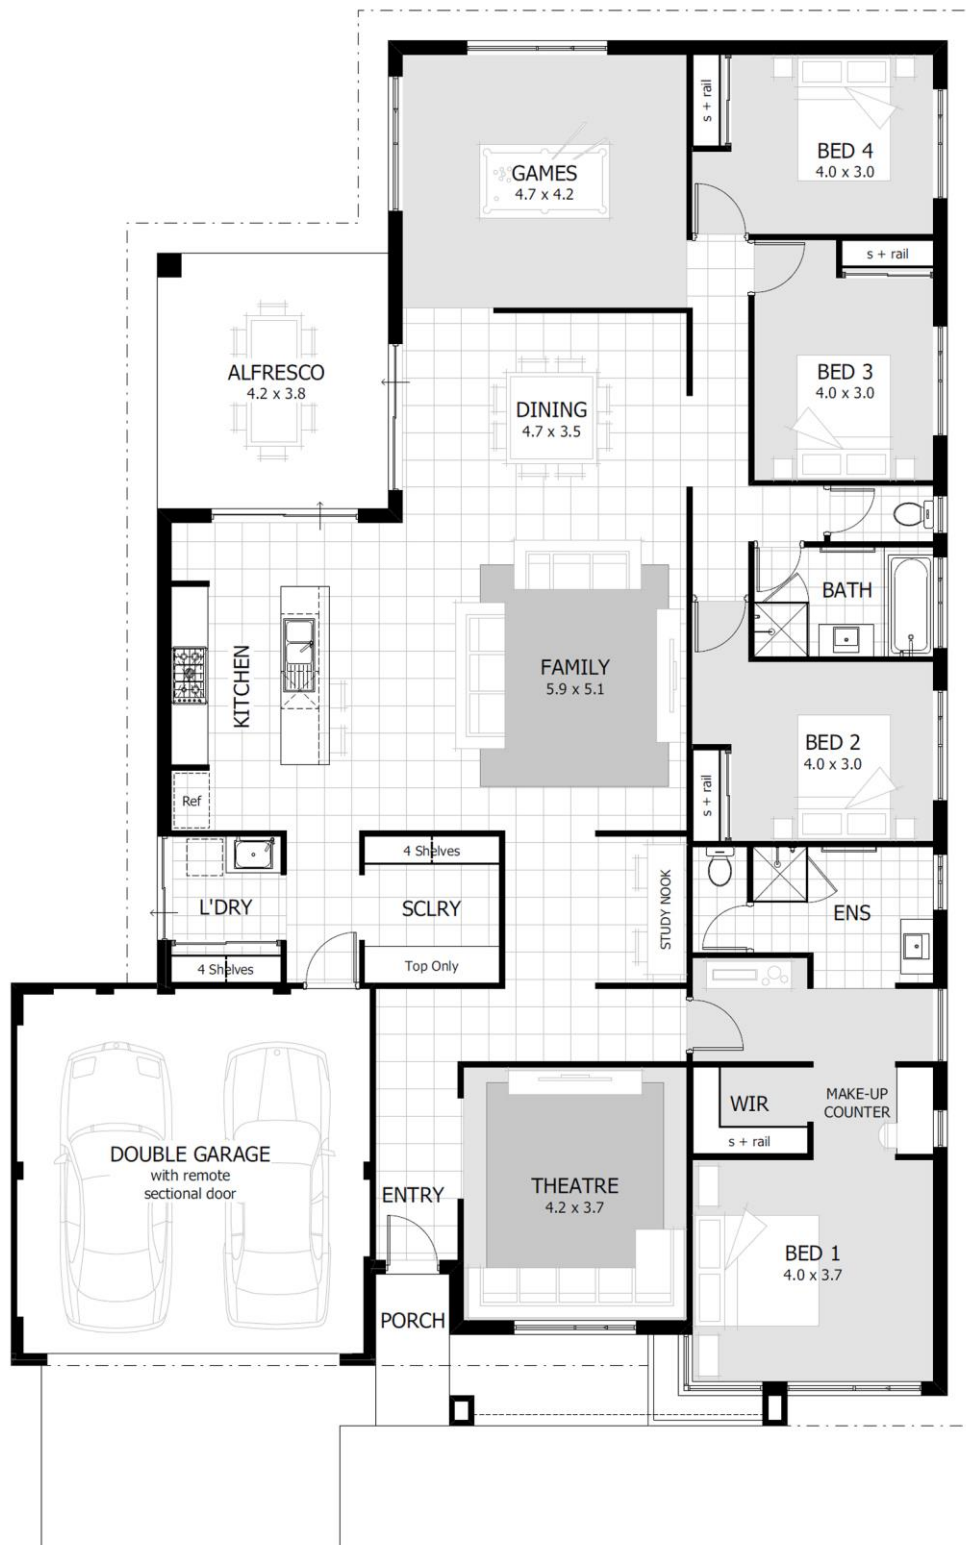 s + rail
BED 4
4.0 x 3.0
GAMES
4.7 x 4.2
s + rail
ALFRESCO
4.2 x 3.8
BED 3
4.0 x 3.0
DINING
4.7 x 3.5
BATH
KITCHEN
FAMILY
5.9 x 5.1
BED 2
4.0 x 3.0
s + rail
Ref
4 Shelves
L'DRY
SCLRY
STUDY NOOK
ENS
4 Shelves
Top Only
WIR
MAKE-UP
COUNTER
s + rail
DOUBLE GARAGE
with remote
sectional door
ENTRY
THEATRE
4.2 x 3.7
BED 1
4.0 x 3.7
PORCH